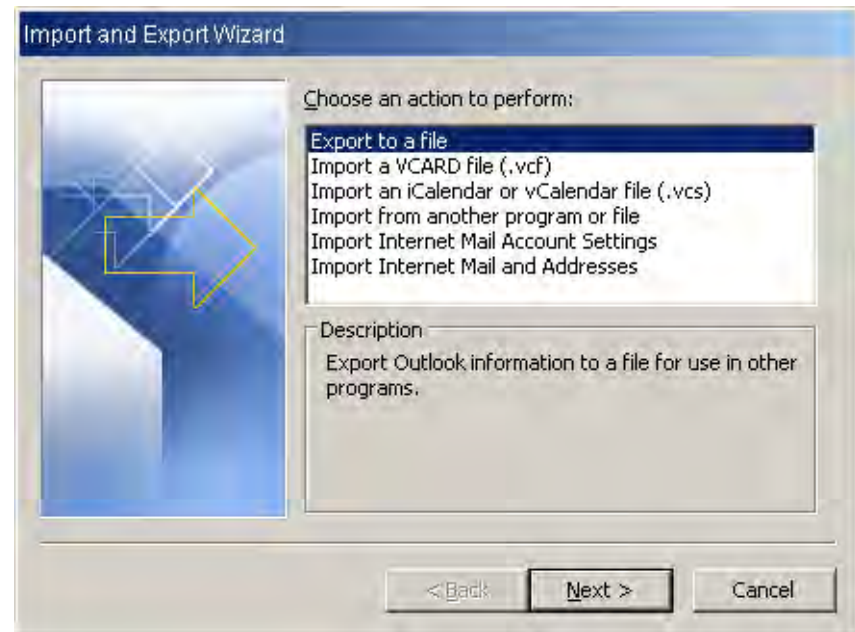 Import and Export Wizard
Choose an action to perform:
Export to a file
Import a VCARD file (.vcf)
Import an iCalendar or vCalendar file (.vcs)
Import from another program or file
Import Internet Mail Account Settings
Import Internet Mail and Addresses
Description
Export Outlook information to a file for use in other
programs.
< Back
Next >
Cancel